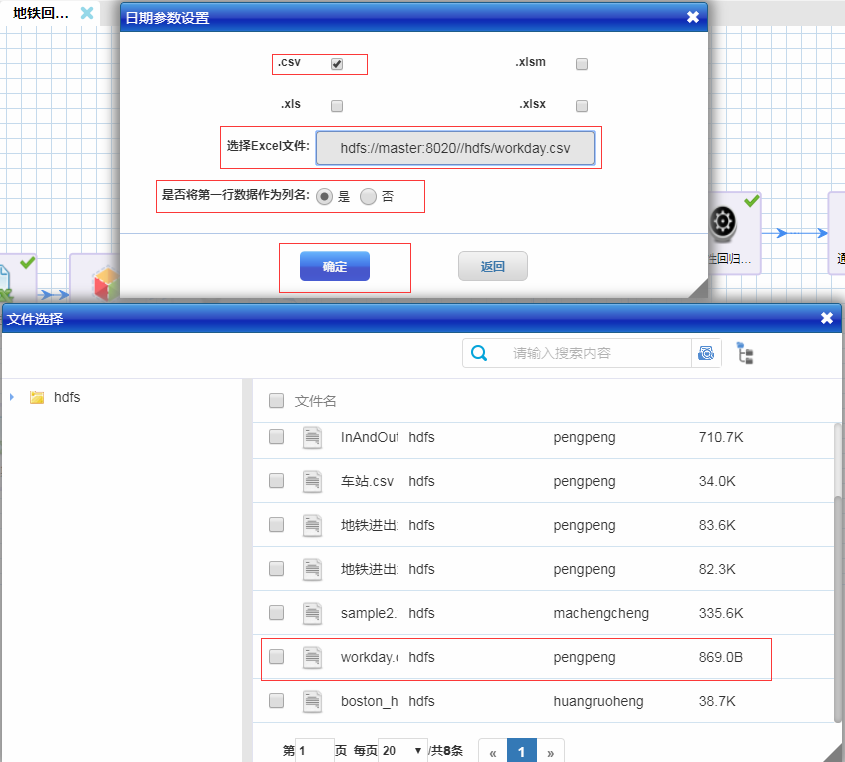 地铁回...
日期参数设置
.csv
.xlsm
.xls
.xlsx
选择Excel文件:
hdfs://master:8020//hdfs/workday.csv
是否将第一行数据作为列名:
是
否
确定
返回
性回归...
文件选择
请输入搜索内容
hdfs
文件名
InAndOut hdfs pengpeng 710.7K
车站.csv hdfs pengpeng 34.0K
地铁进出 hdfs pengpeng 83.6K
地铁进出 hdfs pengpeng 82.3K
sample2. hdfs machengcheng 335.6K
workday.c hdfs pengpeng 869.0B
boston_h hdfs huangruoheng 38.7K
第 1 页 每页 20 /共8条 « 1 »